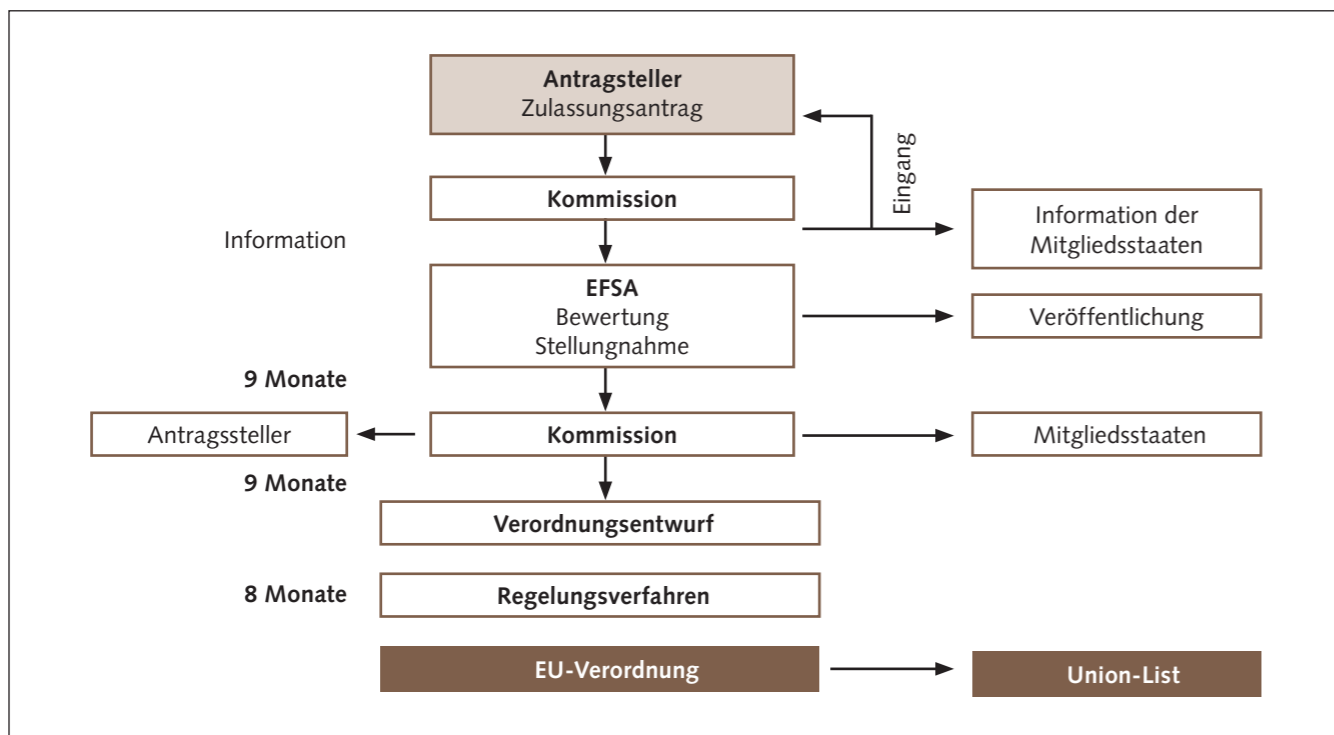 Antragsteller
Zulassungsantrag
Eingang
Kommission
Information der
Mitgliedsstaaten
Information
EFSA
Bewertung
Stellungnahme
Veröffentlichung
9 Monate
Antragssteller
Kommission
Mitgliedsstaaten
9 Monate
Verordnungsentwurf
8 Monate
Regelungsverfahren
EU-Verordnung
Union-List